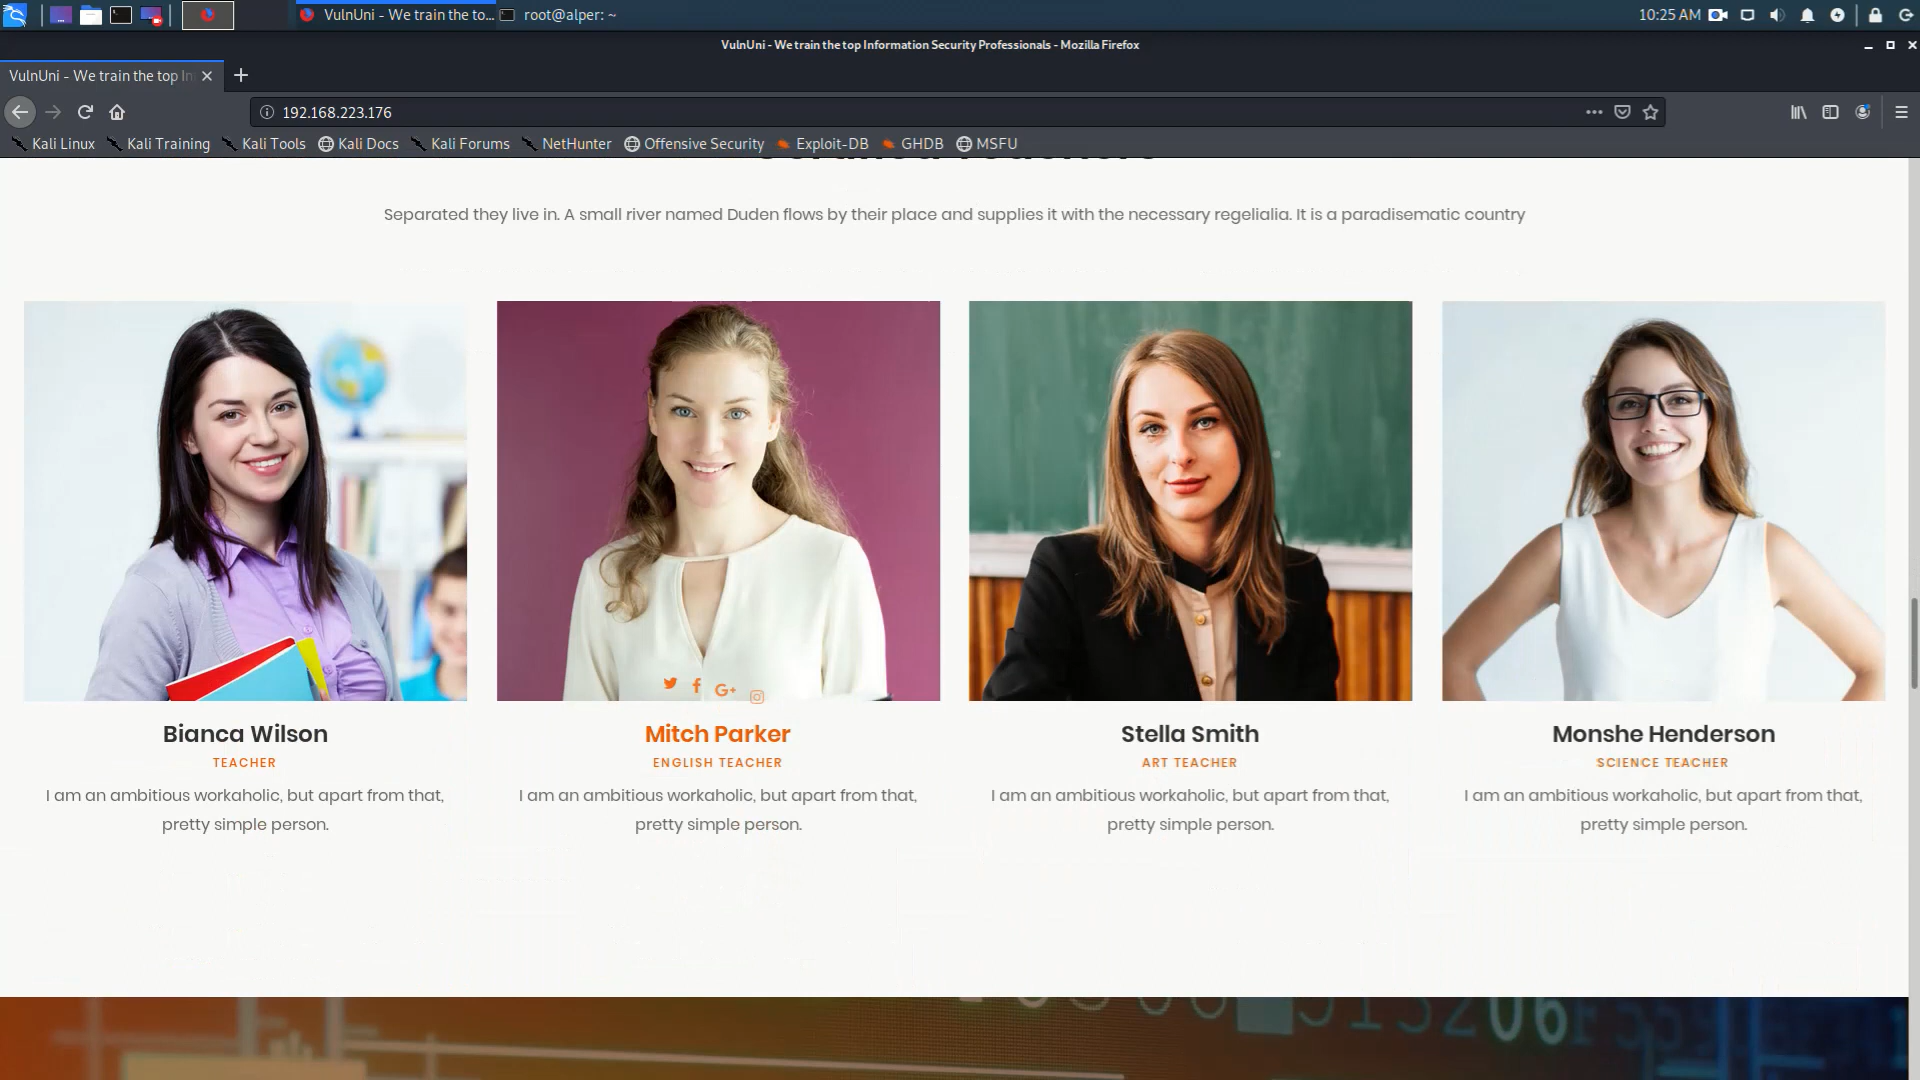 VulnUni - We train the to...
root@alper: ~
10:25 AM
VulnUni - We train the top Information Security Professionals - Mozilla Firefox
VulnUni - We train the top In
192.168.223.176
Kali Linux
Kali Training
Kali Tools
Kali Docs
Kali Forums
NetHunter
Offensive Security
Exploit-DB
GHDB
MSFU
Separated they live in. A small river named Duden flows by their place and supplies it with the necessary regelialia. It is a paradisematic country
Bianca Wilson
TEACHER
I am an ambitious workaholic, but apart from that,
pretty simple person.
Mitch Parker
ENGLISH TEACHER
I am an ambitious workaholic, but apart from that,
pretty simple person.
Stella Smith
ART TEACHER
I am an ambitious workaholic, but apart from that,
pretty simple person.
Monshe Henderson
SCIENCE TEACHER
I am an ambitious workaholic, but apart from that,
pretty simple person.